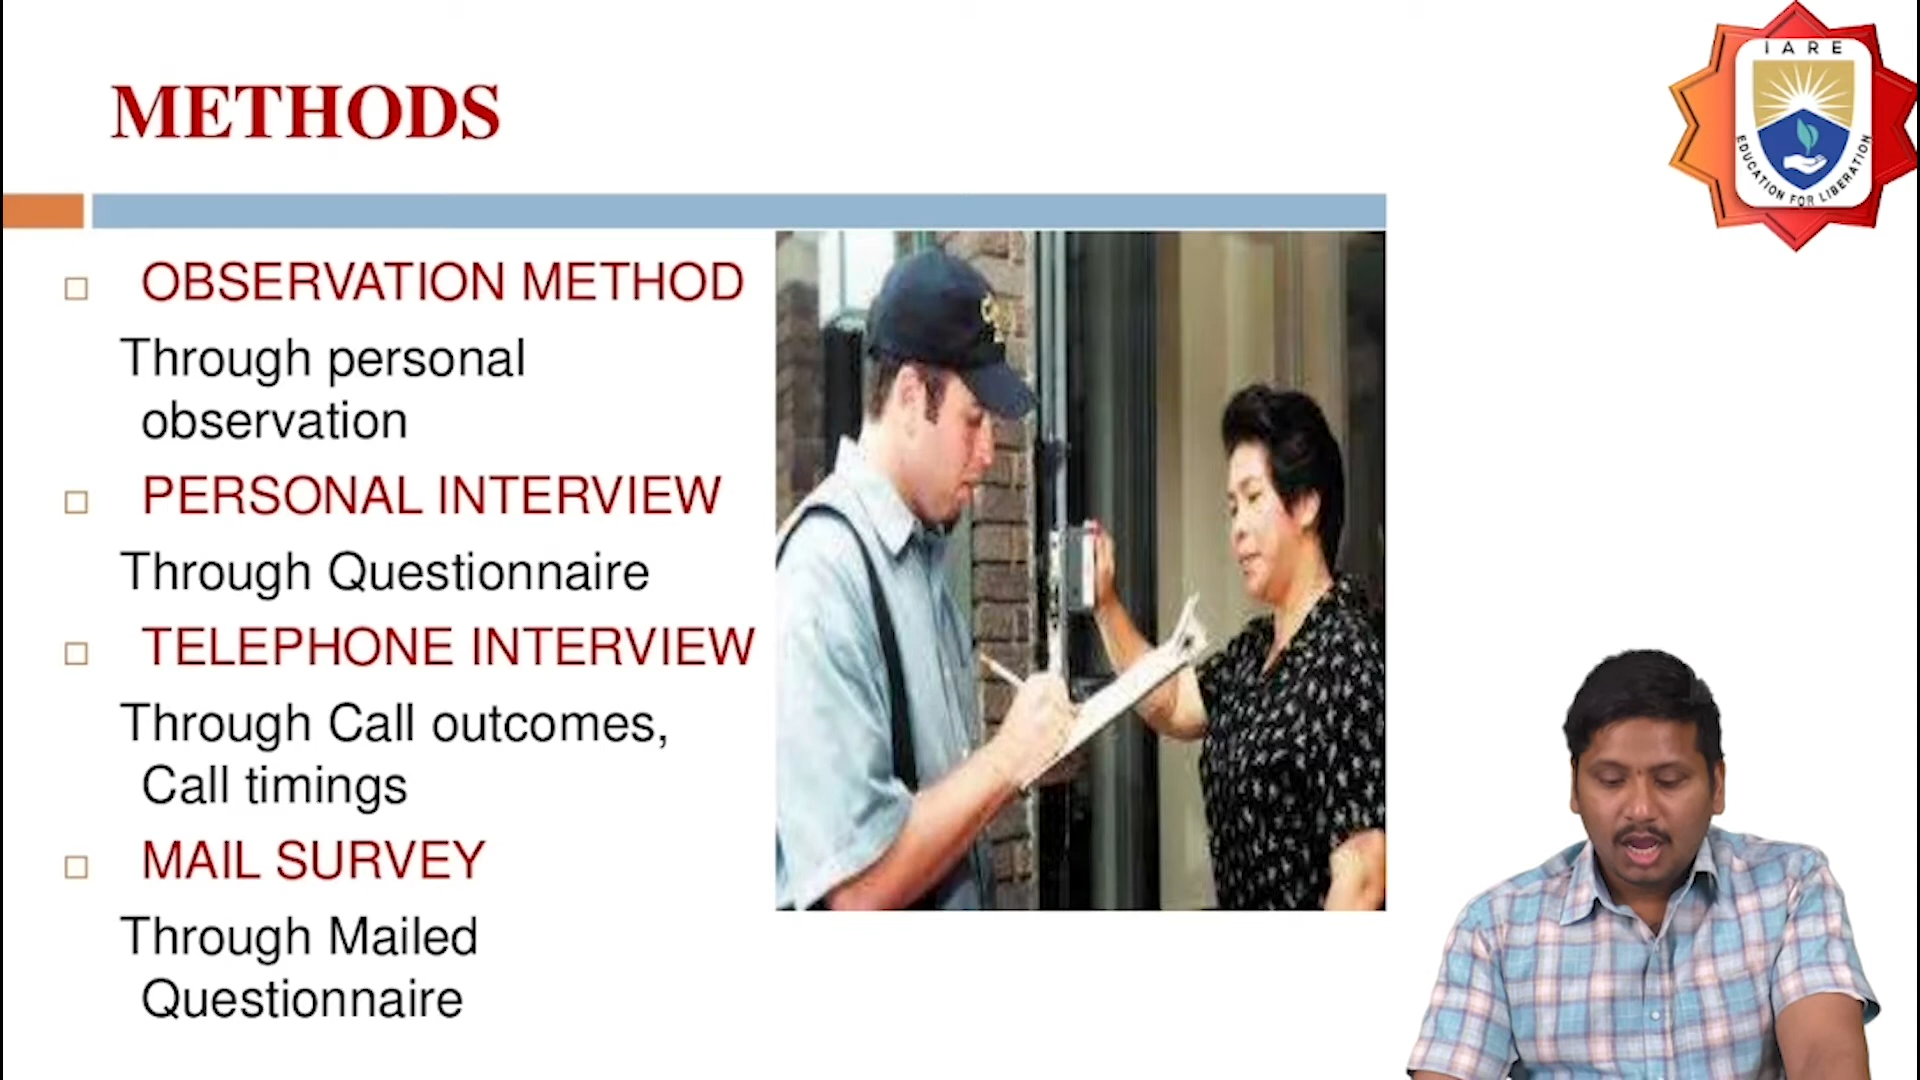 METHODS
IARE
EDUCATION FOR LIBERATION
OBSERVATION METHOD
Through personal
observation
PERSONAL INTERVIEW
Through Questionnaire
TELEPHONE INTERVIEW
Through Call outcomes,
Call timings
MAIL SURVEY
Through Mailed
Questionnaire